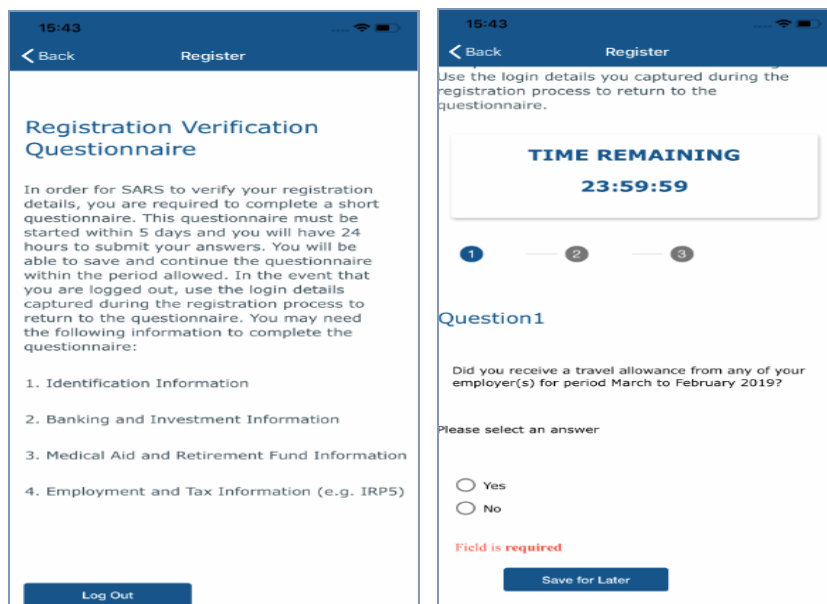 15:43
Back
Register
Registration Verification
Questionnaire
In order for SARS to verify your registration
details, you are required to complete a short
questionnaire. This questionnaire must be
started within 5 days and you will have 24
hours to submit your answers. You will be
able to save and continue the questionnaire
within the period allowed. In the event that
you are logged out, use the login details
captured during the registration process to
return to the questionnaire. You may need
the following information to complete the
questionnaire:
1. Identification Information
2. Banking and Investment Information
3. Medical Aid and Retirement Fund Information
4. Employment and Tax Information (e.g. IRP5)
Log Out
15:43
Back
Register
Use the login details you captured during the
registration process to return to the
questionnaire.
TIME REMAINING
23:59:59
1 2 3
Question1
Did you receive a travel allowance from any of your
employer(s) for period March to February 2019?
Please select an answer
Yes
No
Field is required
Save for Later